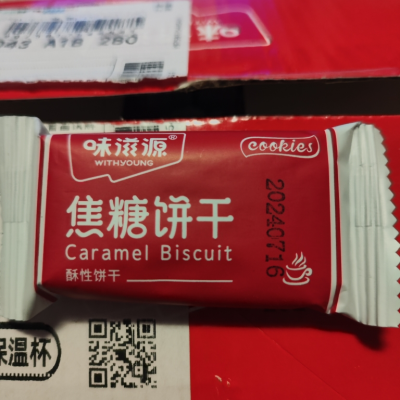 味滋源®
WITHYOUNG
cookies
焦糖饼干
Caramel Biscuit
酥性饼干
20240716
保温杯